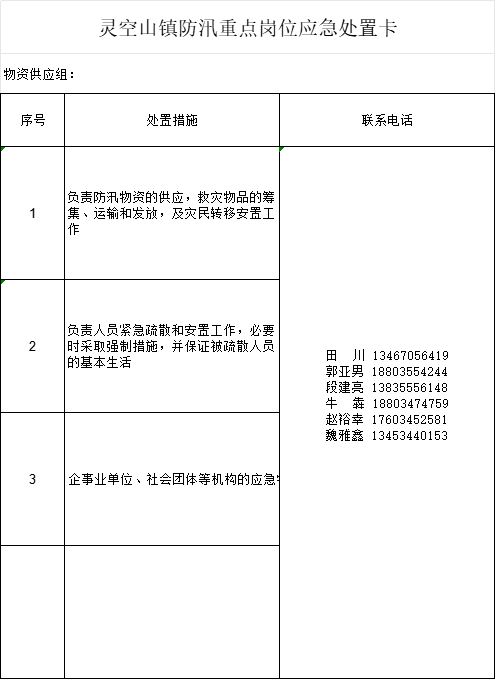 灵空山镇防汛重点岗位应急处置卡
物资供应组：
序号 处置措施 联系电话
1
负责防汛物资的供应，救灾物品的筹
集、运输和发放，及灾民转移安置工
作
2
负责人员紧急疏散和安置工作，必要
时采取强制措施，并保证被疏散人员
的基本生活
3
企事业单位、社会团体等机构的应急
田 川 13467056419
郭亚男 18803554244
段建亮 13835556148
牛 犇 18803474759
赵裕幸 17603452581
魏雅鑫 13453440153